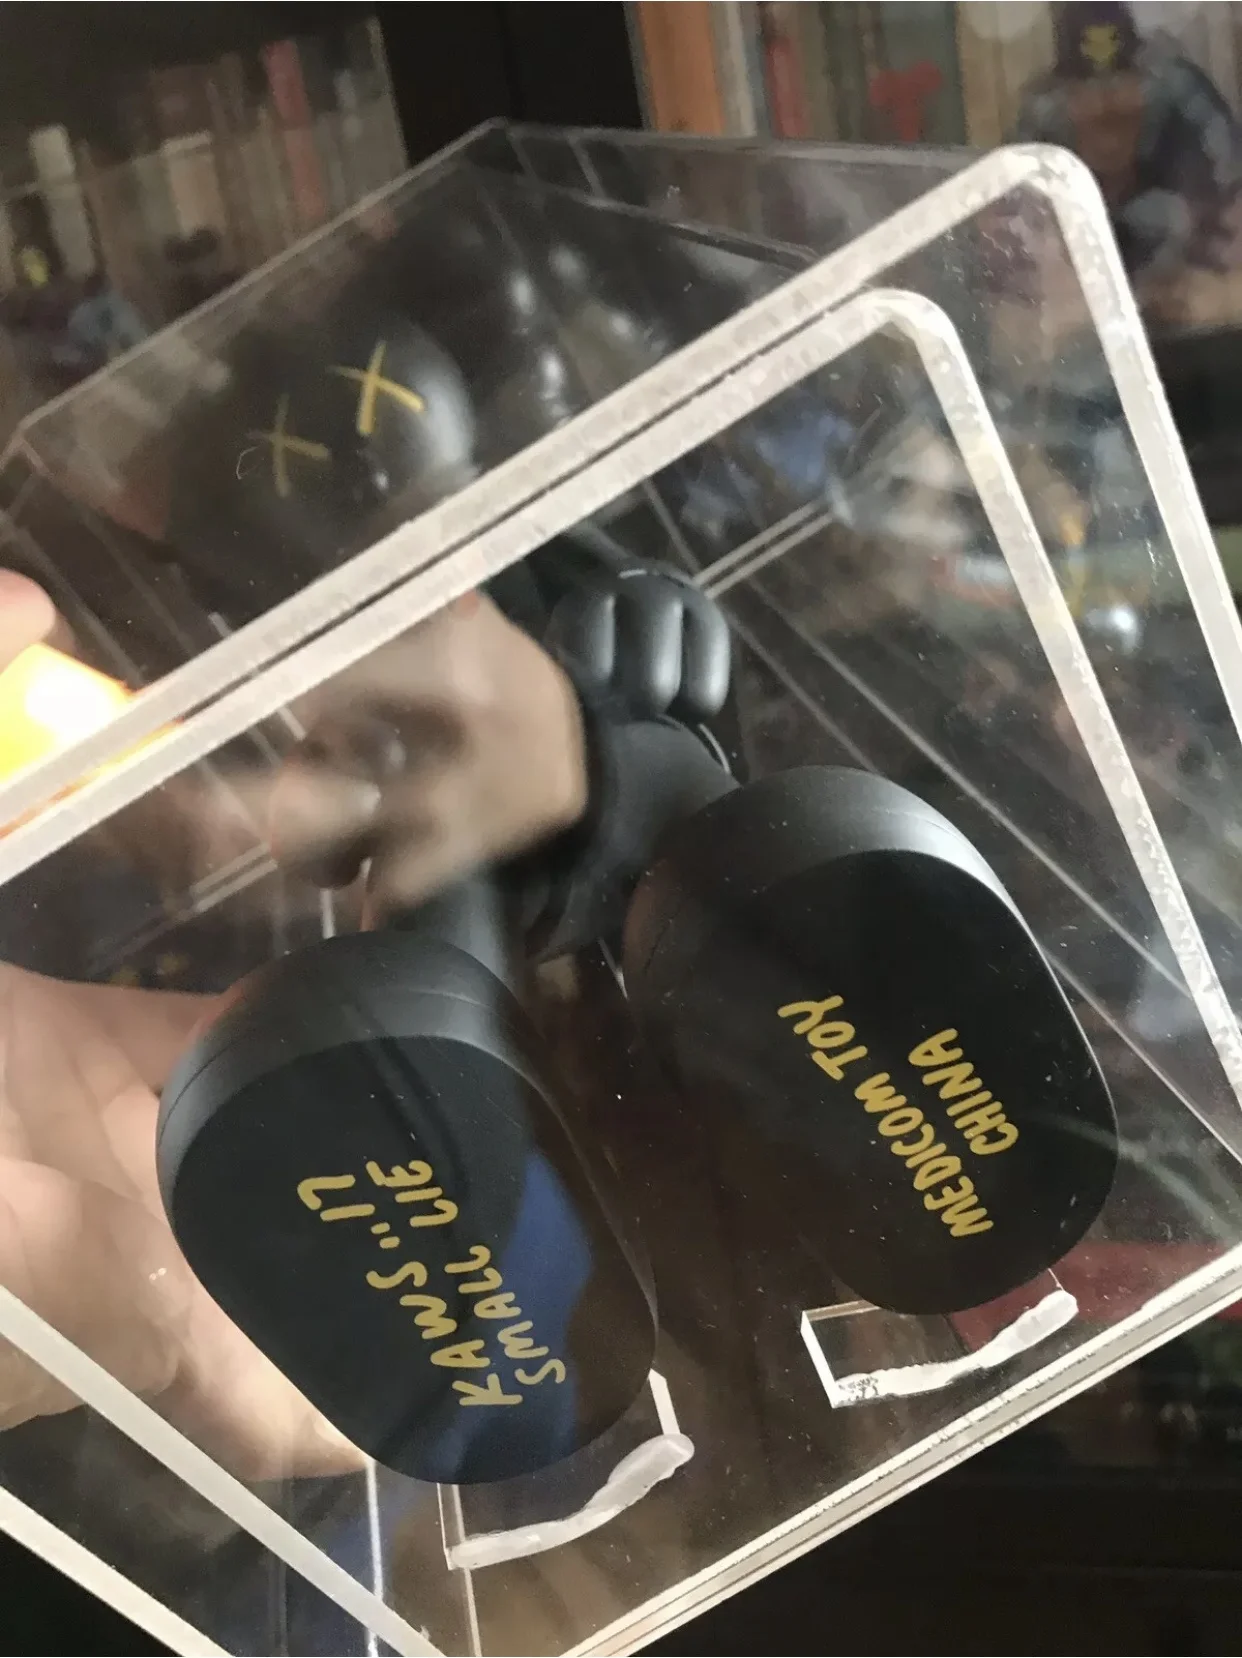 KAWS..17
SMALL LIE
MEDICOM TOY
CHINA